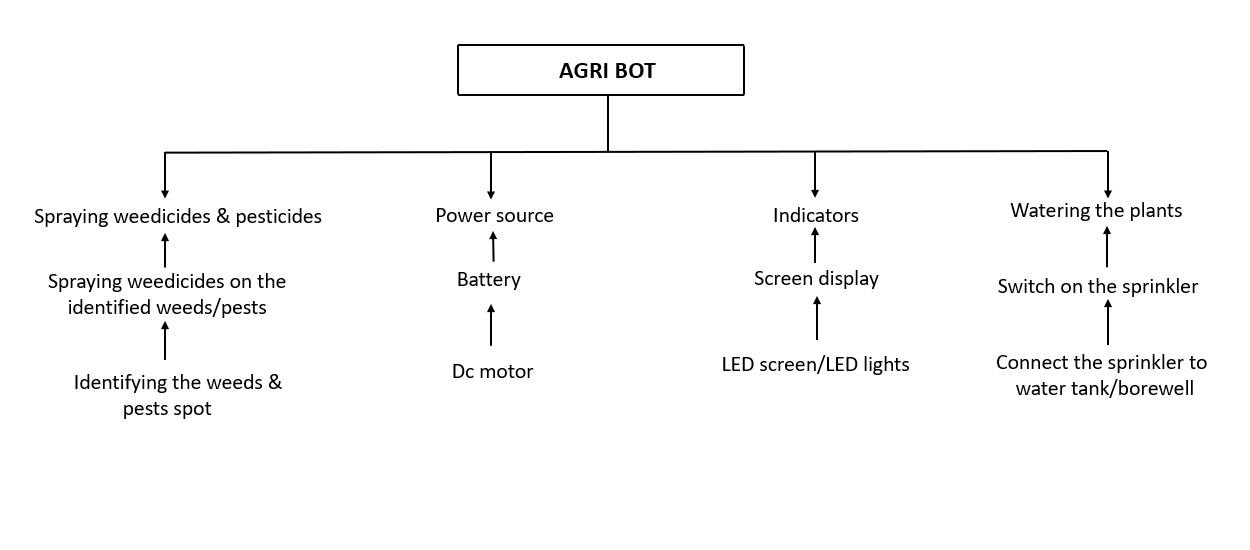 AGRI BOT
Spraying weedicides & pesticides
Power source
Indicators
Watering the plants
Spraying weedicides on the
identified weeds/pests
Battery
Screen display
Switch on the sprinkler
Identifying the weeds &
pests spot
Dc motor
LED screen/LED lights
Connect the sprinkler to
water tank/borewell